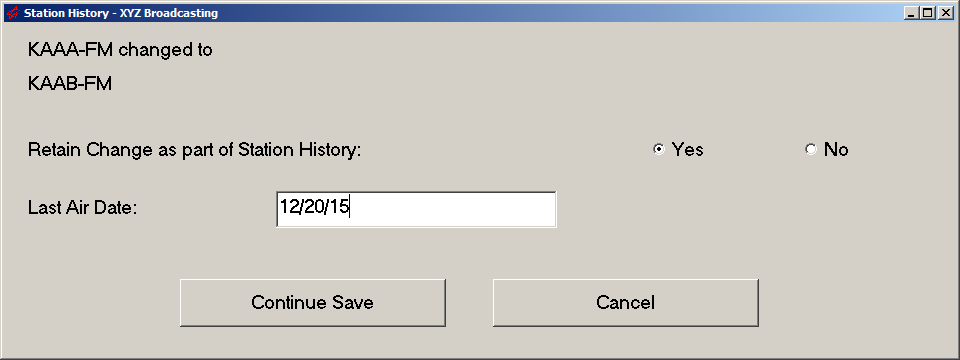 Station History - XYZ Broadcasting
KAAA-FM changed to
KAAB-FM
Retain Change as part of Station History: Yes No
Last Air Date: 12/20/15
Continue Save Cancel